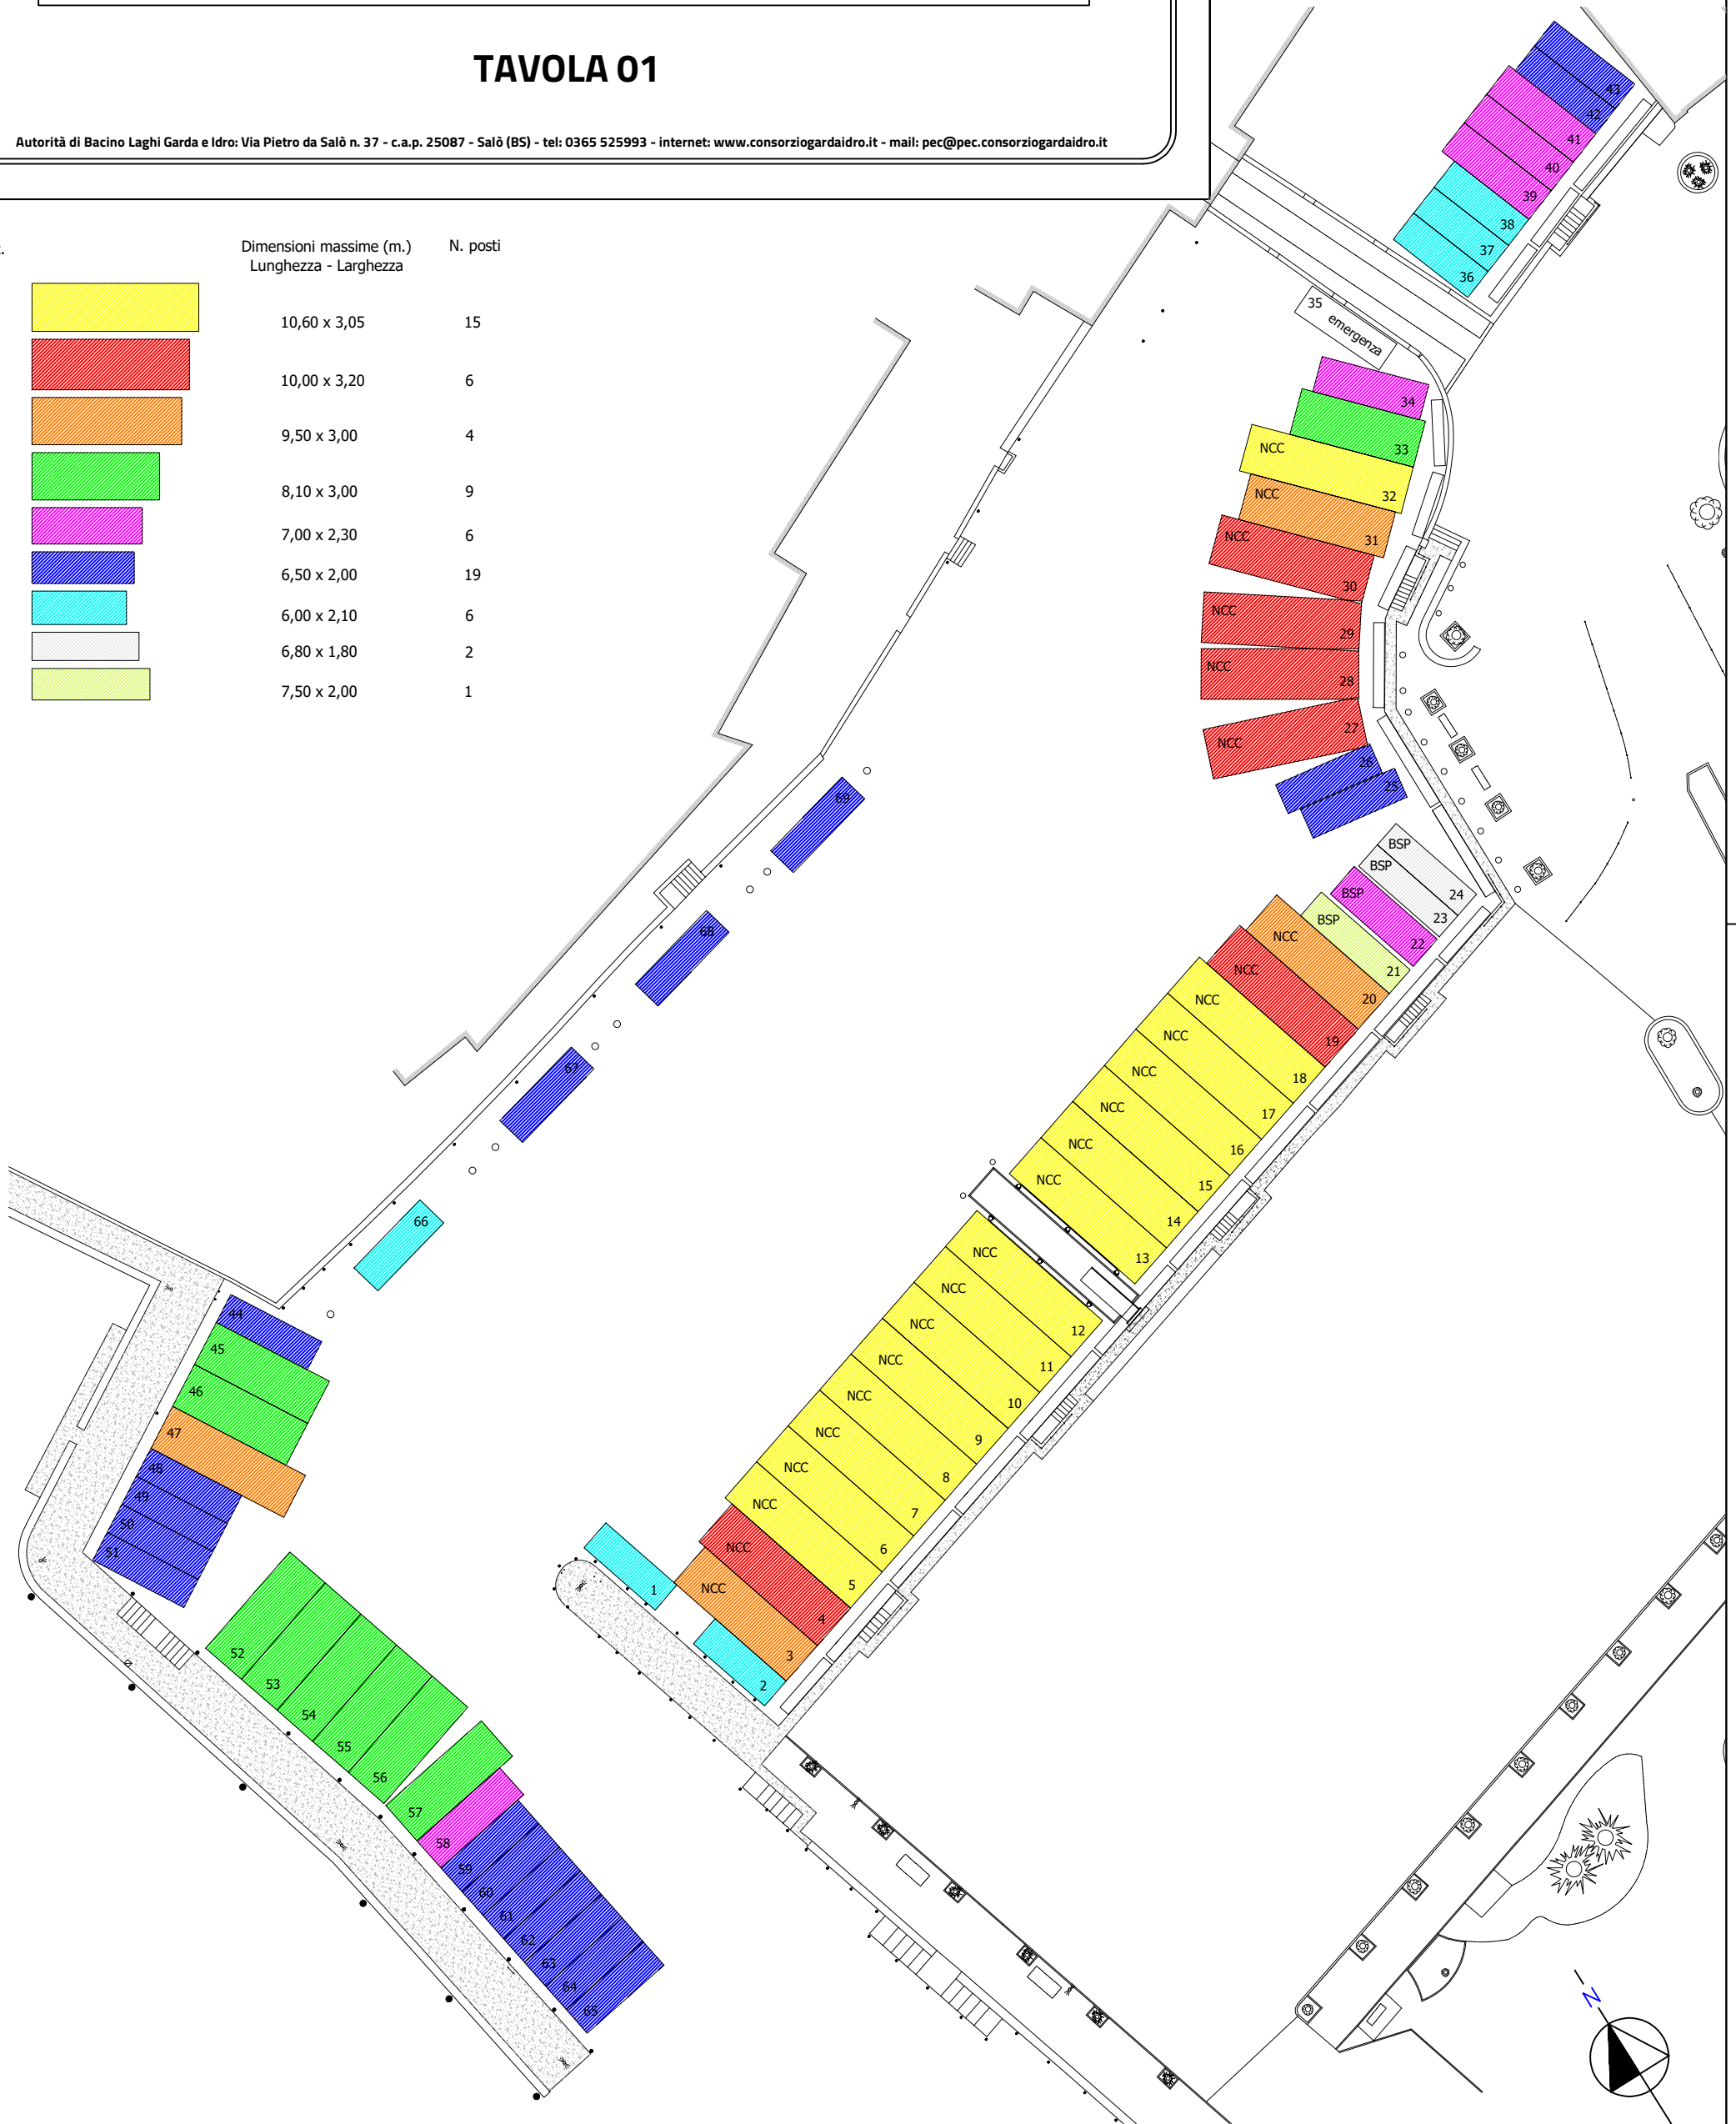 TAVOLA 01
Autorità di Bacino Laghi Garda e Idro: Via Pietro da Salò n. 37 - c.a.p. 25087 - Salò (BS) - tel: 0365 525993 - internet: www.consorziogardaidro.it - mail: pec@pec.consorziogardaidro.it
Dimensioni massime (m.) N. posti
Lunghezza - Larghezza
10,60 x 3,05 15
10,00 x 3,20 6
9,50 x 3,00 4
8,10 x 3,00 9
7,00 x 2,30 6
6,50 x 2,00 19
6,00 x 2,10 6
6,80 x 1,80 2
7,50 x 2,00 1
43
42
41
40
39
38
37
36
35 emergenza
34
33
NCC 32
NCC 31
NCC 30
NCC 29
NCC 28
NCC 27
26
25
BSP 24
BSP 23
BSP 22
BSP 21
NCC 20
NCC 19
NCC 18
NCC 17
NCC 16
NCC 15
NCC 14
NCC 13
NCC 12
NCC 11
NCC 10
NCC 9
NCC 8
NCC 7
NCC 6
NCC 5
NCC 4
NCC 3
2
1
69
68
67
66
44
45
46
47
48
49
50
51
52
53
54
55
56
57
58
59
60
61
62
63
64
65
N